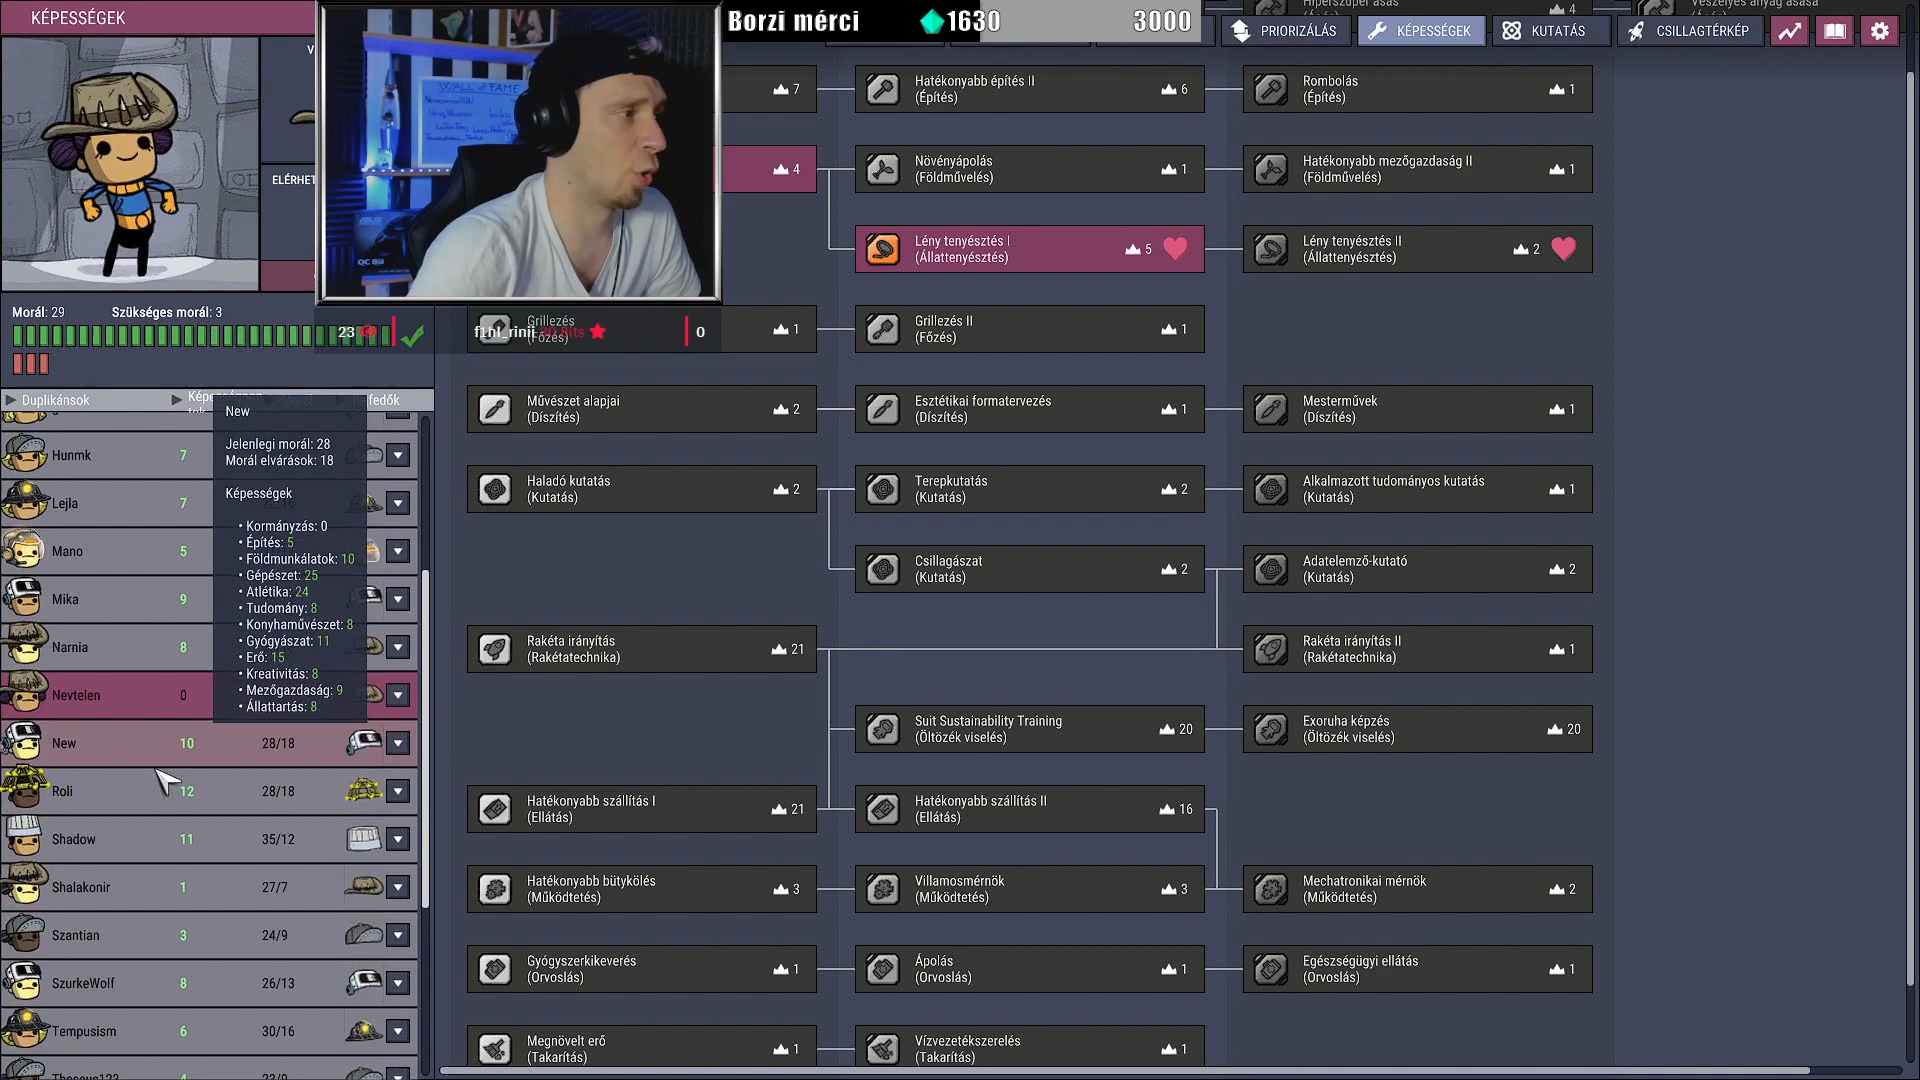 KÉPESSÉGEK
Borzi mérci
1630
3000
PRIORIZÁLÁS
KÉPESSÉGEK
KUTATÁS
CSILLAGTÉRKÉP
Hiperszuper ásás
4
Veszélyes anyag ásása
WALL of FAME
ELÉRHET
7
Hatékonyabb építés II
(Építés)
6
Rombolás
(Építés)
1
4
Növényápolás
(Földművelés)
1
Hatékonyabb mezőgazdaság II
(Földművelés)
1
Lény tenyésztés I
(Állattenyésztés)
5
Lény tenyésztés II
(Állattenyésztés)
2
Morál: 29
Szükséges morál: 3
23
0
Grillezés
(Főzés)
1
Grillezés II
(Főzés)
1
Művészet alapjai
(Díszítés)
2
Esztétikai formatervezés
(Díszítés)
1
Mesterművek
(Díszítés)
1
Haladó kutatás
(Kutatás)
2
Terepkutatás
(Kutatás)
2
Alkalmazott tudományos kutatás
(Kutatás)
1
Csillagászat
(Kutatás)
2
Adatelemző-kutató
(Kutatás)
2
Rakéta irányítás
(Rakétatechnika)
21
Rakéta irányítás II
(Rakétatechnika)
1
Suit Sustainability Training
(Öltözék viselés)
20
Exoruha képzés
(Öltözék viselés)
20
Hatékonyabb szállítás I
(Ellátás)
21
Hatékonyabb szállítás II
(Ellátás)
16
Hatékonyabb bütykölés
(Működtetés)
3
Villamosmérnök
(Működtetés)
3
Mechatronikai mérnök
(Működtetés)
2
Gyógyszerkikeverés
(Orvoslás)
1
Ápolás
(Orvoslás)
1
Egészségügyi ellátás
(Orvoslás)
1
Megnövelt erő
(Takarítás)
1
Vízvezetékszerelés
(Takarítás)
1
Duplikánsok
Hunmk 7
Lejla 7
Mano 5
Mika 9
Narnia 8
Nevtelen 0
New 10 28/18
Roli 12 28/18
Shadow 11 35/12
Shalakonir 1 27/7
Szantian 3 24/9
SzurkeWolf 8 26/13
Tempusism 6 30/16
New
Jelenlegi morál: 28
Morál elvárások: 18
Képességek
• Kormányzás: 0
• Építés: 5
• Földmunkálatok: 10
• Gépészet: 25
• Atlétika: 24
• Tudomány: 8
• Konyhaművészet: 8
• Gyógyászat: 11
• Erő: 15
• Kreativitás: 8
• Mezőgazdaság: 9
• Állattartás: 8